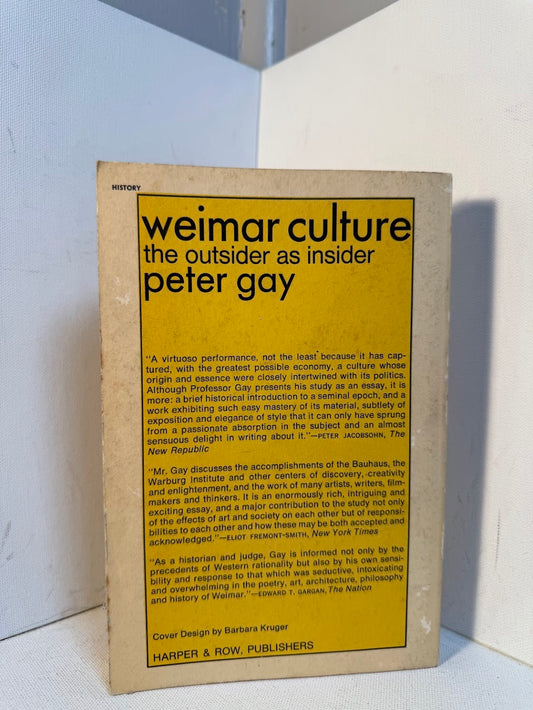 HISTORY
weimar culture
the outsider as insider
peter gay
"A virtuoso performance, not the least because it has cap-
tured, with the greatest possible economy, a culture whose
origin and essence were closely intertwined with its politics.
Although Professor Gay presents his study as an essay, it is
more: a brief historical introduction to a seminal epoch, and a
work exhibiting such easy mastery of its material, subtlety of
exposition and elegance of style that it can only have sprung
from a passionate absorption in the subject and an almost
sensuous delight in writing about it."—PETER JACOBSOHN, The
New Republic
"Mr. Gay discusses the accomplishments of the Bauhaus, the
Warburg Institute and other centers of discovery, creativity
and enlightenment, and the work of many artists, writers, film-
makers and thinkers. It is an enormously rich, intriguing and
exciting essay, and a major contribution to the study not only
of the effects of art and society on each other but of responsi-
bilities to each other and how these may be both accepted and
acknowledged."—ELIOT FREMONT-SMITH, New York Times
"As a historian and judge, Gay is informed not only by the
precedents of Western rationality but also by his own sensi-
bility and response to that which was seductive, intoxicating
and overwhelming in the poetry, art, architecture, philosophy
and history of Weimar."—EDWARD T. GARGAN, The Nation
Cover Design by Barbara Kruger
HARPER & ROW, PUBLISHERS